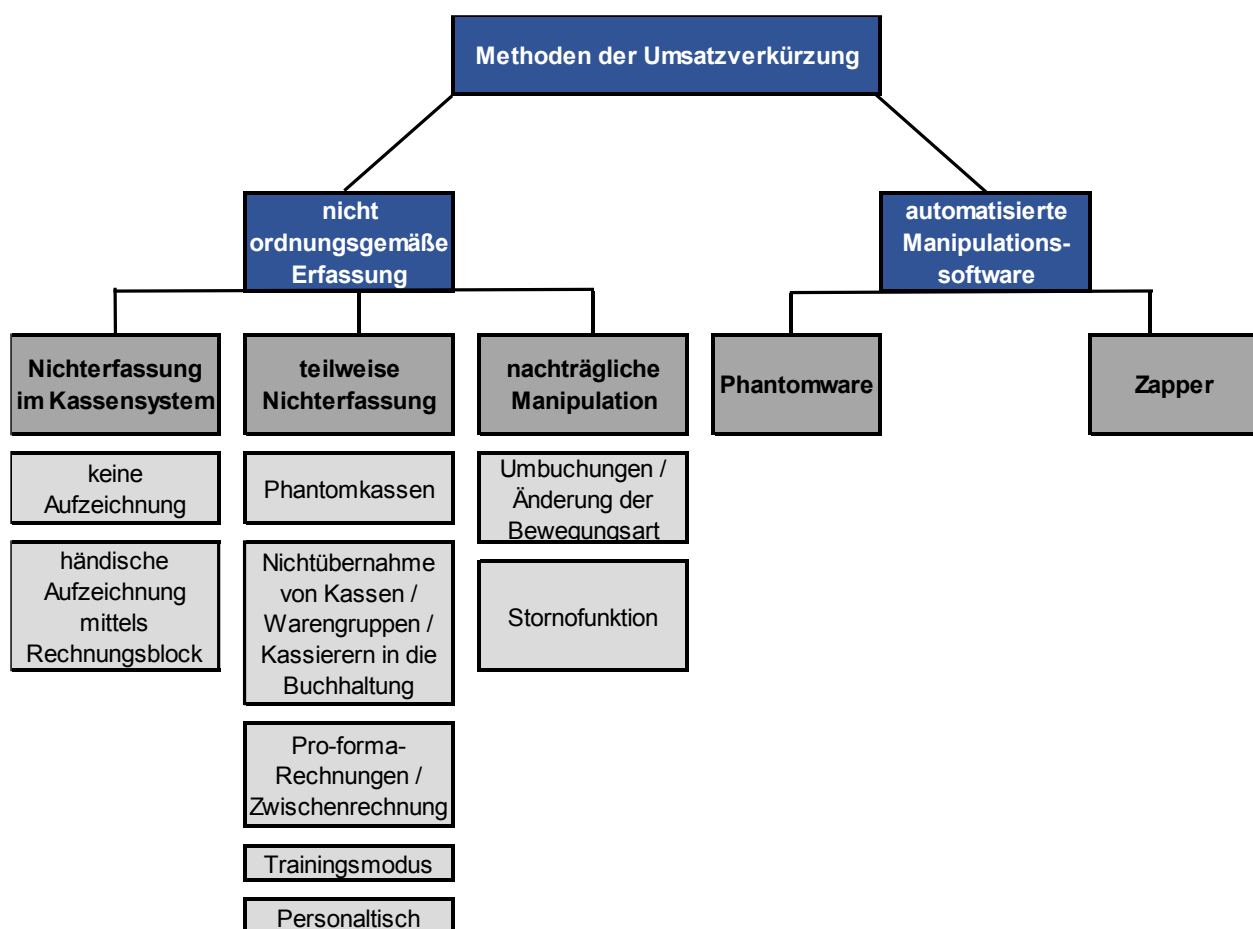 Methoden der Umsatzverkürzung
nicht
ordnungsgemäße
Erfassung
automatisierte
Manipulations-
software
Nichterfassung
im Kassensystem
teilweise
Nichterfassung
nachträgliche
Manipulation
Phantomware
Zapper
keine
Aufzeichnung
händische
Aufzeichnung
mittels
Rechnungsblock
Phantomkassen
Nichtübernahme
von Kassen /
Warengruppen /
Kassierern in die
Buchhaltung
Pro-forma-
Rechnungen /
Zwischenrechnung
Trainingsmodus
Personaltisch
Umbuchungen /
Änderung der
Bewegungsart
Stornofunktion